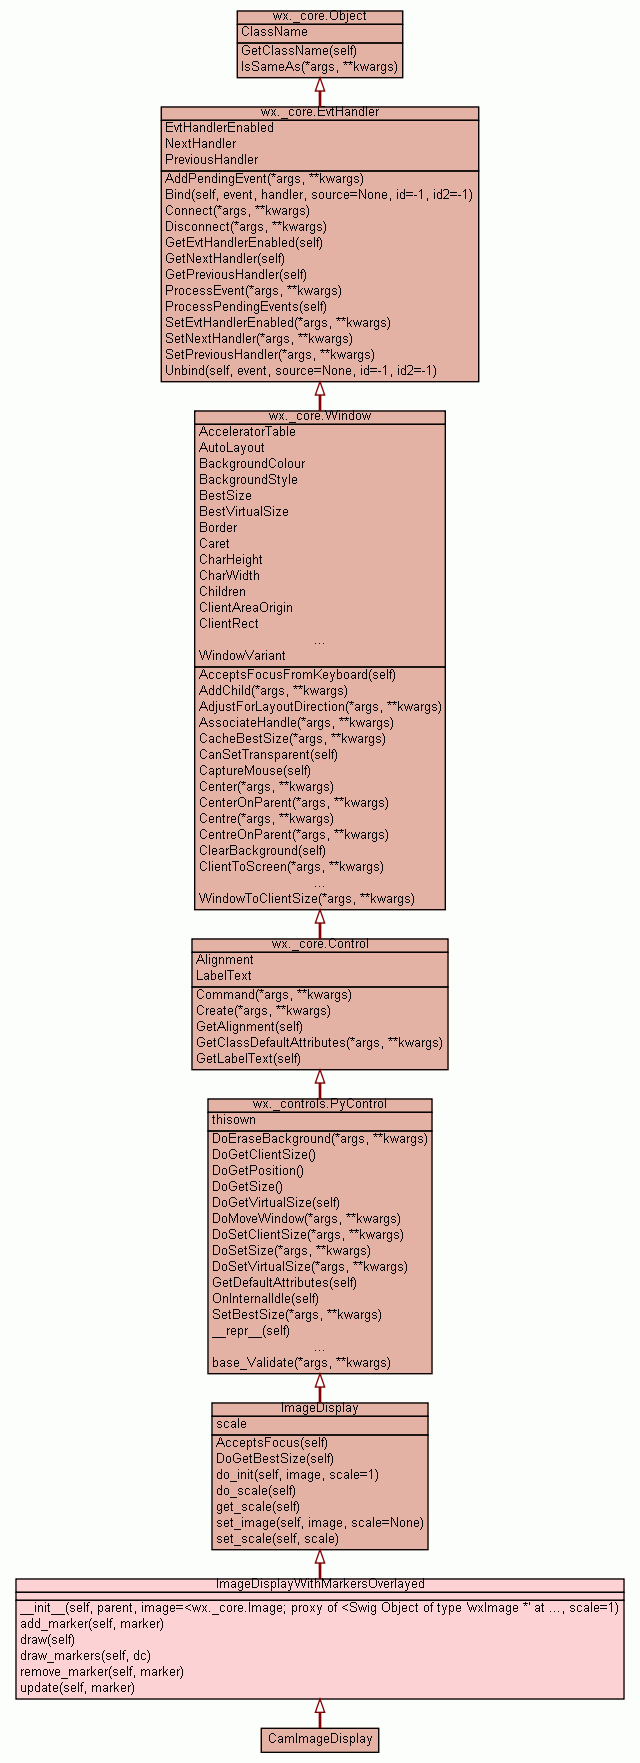 wx._core.Object
ClassName
GetClassName(self)
IsSameAs(*args, **kwargs)
wx._core.EvtHandler
EvtHandlerEnabled
NextHandler
PreviousHandler
AddPendingEvent(*args, **kwargs)
Bind(self, event, handler, source=None, id=-1, id2=-1)
Connect(*args, **kwargs)
Disconnect(*args, **kwargs)
GetEvtHandlerEnabled(self)
GetNextHandler(self)
GetPreviousHandler(self)
ProcessEvent(*args, **kwargs)
ProcessPendingEvents(self)
SetEvtHandlerEnabled(*args, **kwargs)
SetNextHandler(*args, **kwargs)
SetPreviousHandler(*args, **kwargs)
Unbind(self, event, source=None, id=-1, id2=-1)
wx._core.Window
AcceleratorTable
AutoLayout
BackgroundColour
BackgroundStyle
BestSize
BestVirtualSize
Border
Caret
CharHeight
CharWidth
Children
ClientAreaOrigin
ClientRect
...
WindowVariant
AcceptsFocusFromKeyboard(self)
AddChild(*args, **kwargs)
AdjustForLayoutDirection(*args, **kwargs)
AssociateHandle(*args, **kwargs)
CacheBestSize(*args, **kwargs)
CanSetTransparent(self)
CaptureMouse(self)
Center(*args, **kwargs)
CenterOnParent(*args, **kwargs)
Centre(*args, **kwargs)
CentreOnParent(*args, **kwargs)
ClearBackground(self)
ClientToScreen(*args, **kwargs)
...
WindowToClientSize(*args, **kwargs)
wx._core.Control
Alignment
LabelText
Command(*args, **kwargs)
Create(*args, **kwargs)
GetAlignment(self)
GetClassDefaultAttributes(*args, **kwargs)
GetLabelText(self)
wx._controls.PyControl
thisown
DoEraseBackground(*args, **kwargs)
DoGetClientSize()
DoGetPosition()
DoGetSize()
DoGetVirtualSize(self)
DoMoveWindow(*args, **kwargs)
DoSetClientSize(*args, **kwargs)
DoSetSize(*args, **kwargs)
DoSetVirtualSize(*args, **kwargs)
GetDefaultAttributes(self)
OnInternalIdle(self)
SetBestSize(*args, **kwargs)
__repr__(self)
...
base_Validate(*args, **kwargs)
ImageDisplay
scale
AcceptsFocus(self)
DoGetBestSize(self)
do_init(self, image, scale=1)
do_scale(self)
get_scale(self)
set_image(self, image, scale=None)
set_scale(self, scale)
ImageDisplayWithMarkersOverlayed
__init__(self, parent, image=<wx._core.Image; proxy of <Swig Object of type 'wxImage *' at ..., scale=1)
add_marker(self, marker)
draw(self)
draw_markers(self, dc)
remove_marker(self, marker)
update(self, marker)
CamImageDisplay